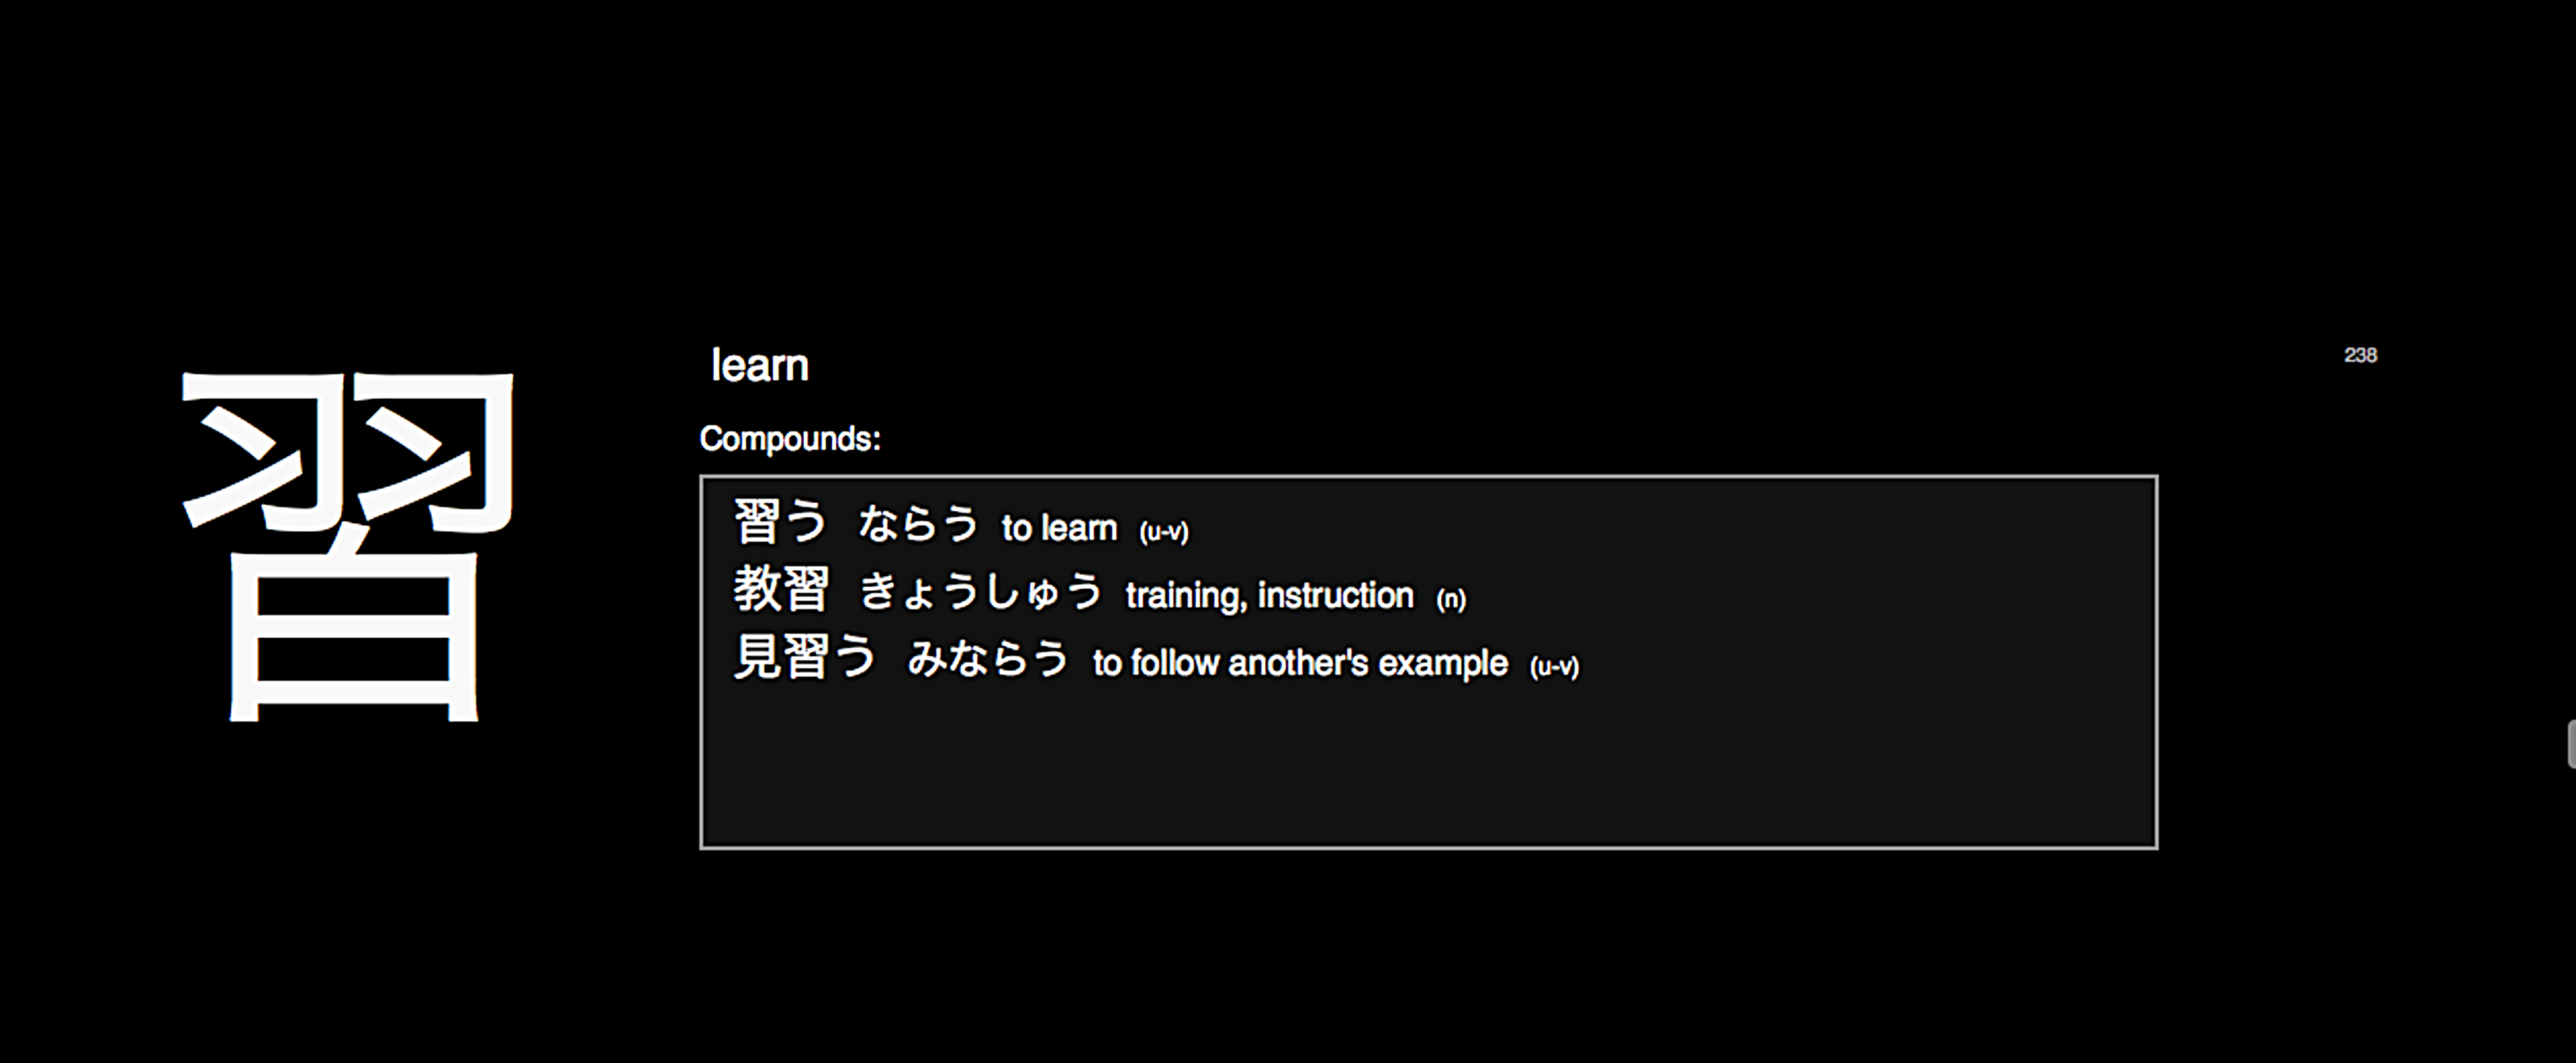 習
learn
238
Compounds:
習う ならう to learn (u-v)
教習 きょうしゅう training, instruction (n)
見習う みならう to follow another's example (u-v)